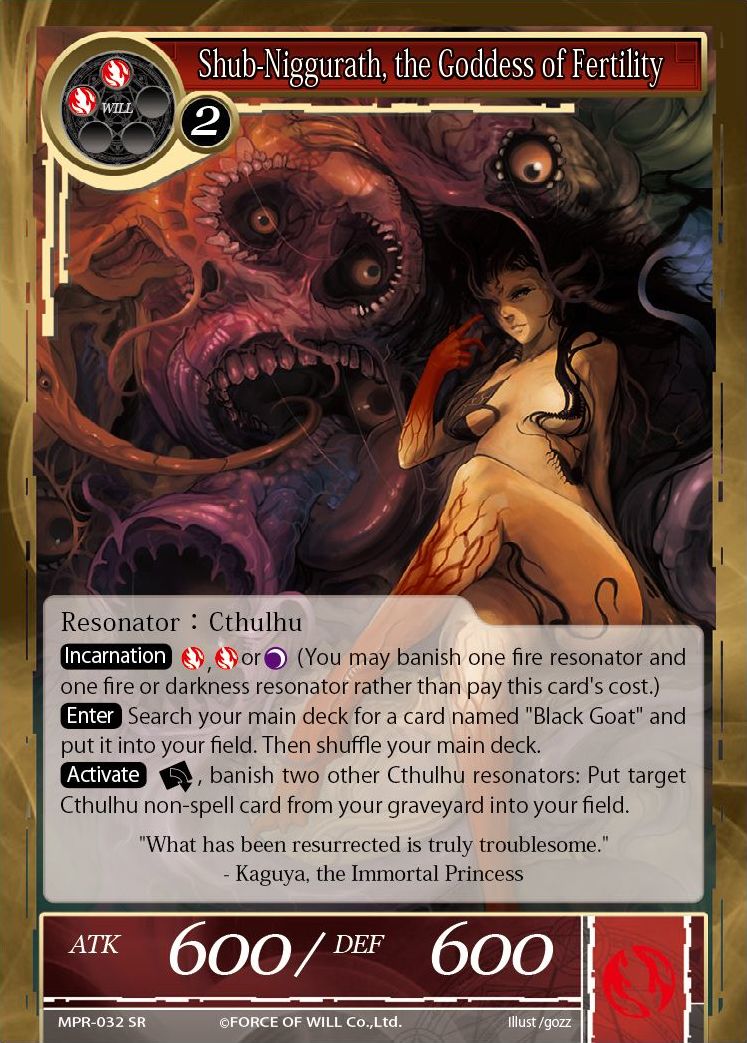 Shub-Niggurath, the Goddess of Fertility
WILL
2
Resonator : Cthulhu
Incarnation , or (You may banish one fire resonator and
one fire or darkness resonator rather than pay this card's cost.)
Enter Search your main deck for a card named "Black Goat" and
put it into your field. Then shuffle your main deck.
Activate , banish two other Cthulhu resonators: Put target
Cthulhu non-spell card from your graveyard into your field.
"What has been resurrected is truly troublesome."
- Kaguya, the Immortal Princess
ATK 600 / DEF 600
MPR-032 SR ©FORCE OF WILL Co.,Ltd. Illust /gozz